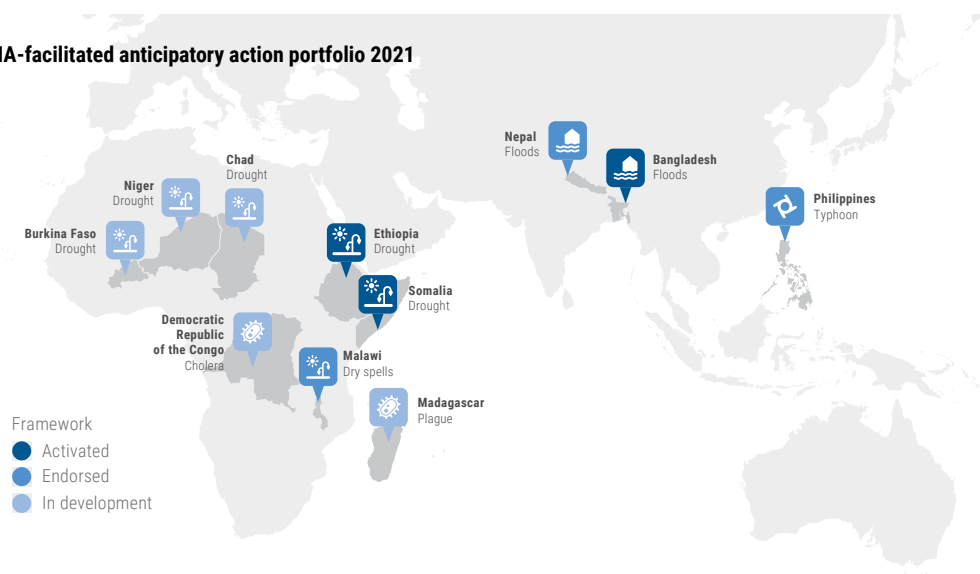 IA-facilitated anticipatory action portfolio 2021
Nepal
Floods
Bangladesh
Floods
Chad
Drought
Niger
Drought
Philippines
Typhoon
Burkina Faso
Drought
Ethiopia
Drought
Somalia
Drought
Democratic
Republic
of the Congo
Cholera
Malawi
Dry spells
Madagascar
Plague
Framework
Activated
Endorsed
In development